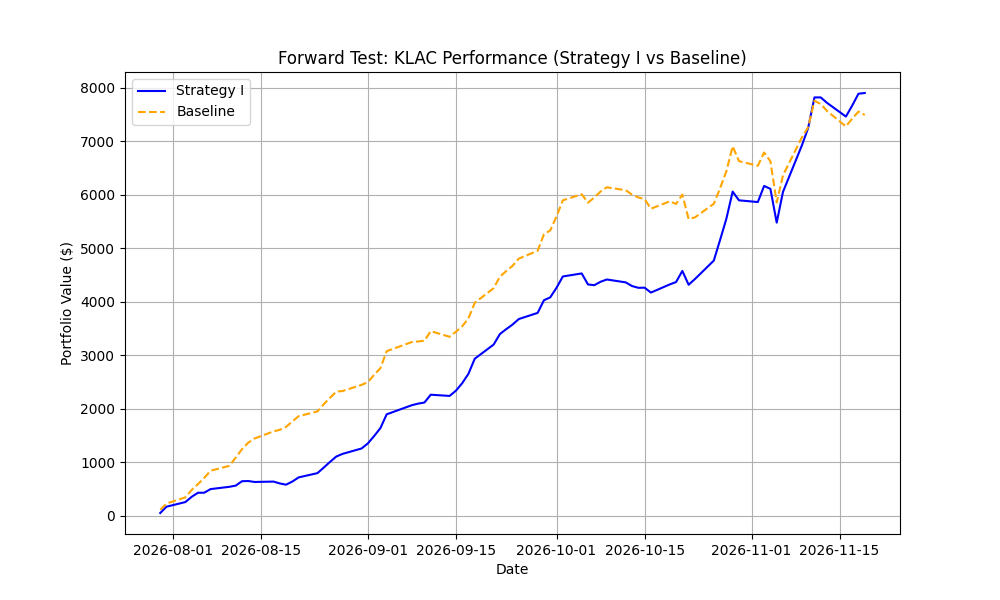 Forward Test: KLAC Performance (Strategy I vs Baseline)
Strategy I
Baseline
Portfolio Value ($)
8000
7000
6000
5000
4000
3000
2000
1000
0
2026-08-01 2026-08-15 2026-09-01 2026-09-15 2026-10-01 2026-10-15 2026-11-01 2026-11-15
Date